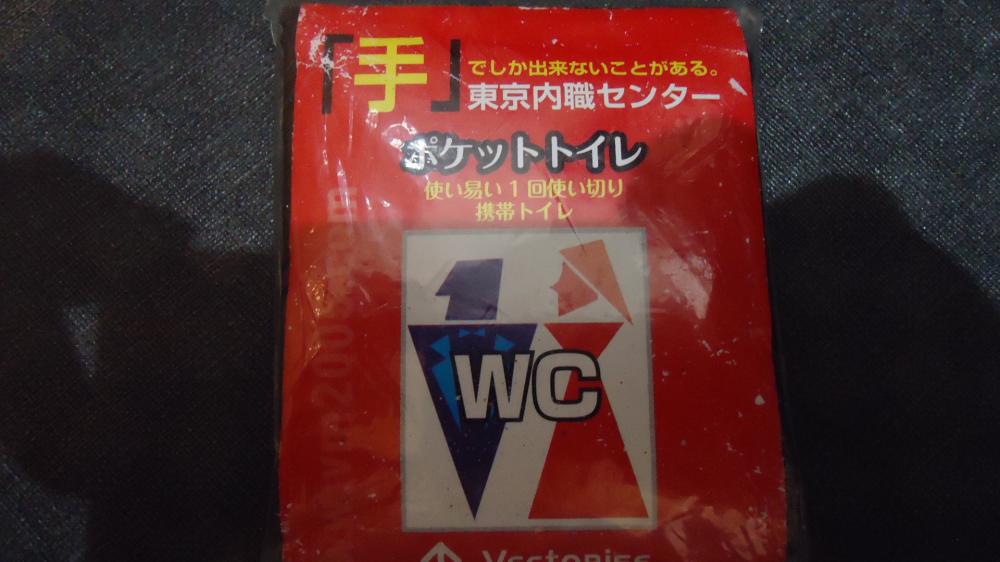 「手」でしか出来ないことがある。
東京内職センター
ポケットトイレ
使い易い1回使い切り
携帯トイレ
WC